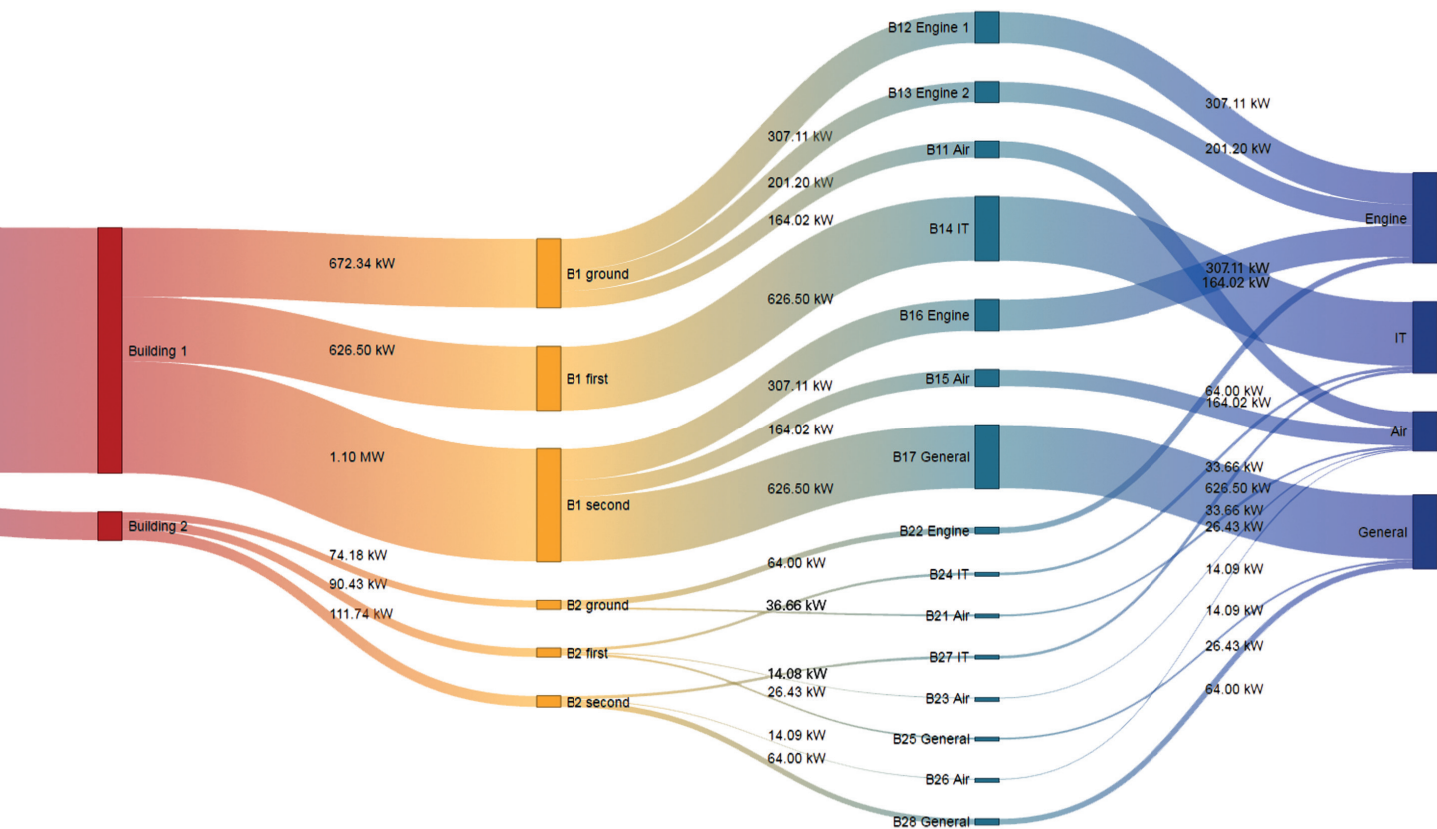 B12 Engine 1
B13 Engine 2
307.11 kW
307.11 kW
201.20 kW
B11 Air
201.20 kW
164.02 kW
Engine
B14 IT
672.34 kW
B1 ground
307.11 kW
164.02 kW
626.50 kW
B16 Engine
IT
Building 1
626.50 kW
B1 first
B15 Air
307.11 kW
64.00 kW
164.02 kW
164.02 kW
Air
1.10 MW
B17 General
33.66 kW
626.50 kW
626.50 kW
B1 second
33.66 kW
Building 2
26.43 kW
B22 Engine
General
74.18 kW
64.00 kW
14.09 kW
B24 IT
90.43 kW
B2 ground
111.74 kW
B21 Air
14.09 kW
B2 first
B27 IT
26.43 kW
26.43 kW
64.00 kW
B2 second
B23 Air
14.09 kW
B25 General
64.00 kW
B26 Air
B28 General